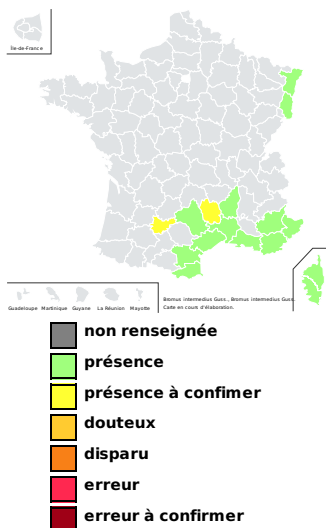 Île-de-France
Guadeloupe Martinique Guyane La Réunion Mayotte
Bromus intermedius Guss., Bromus intermedius Guss.
Carte en cours d'élaboration.
non renseignée
présence
présence à confimer
douteux
disparu
erreur
erreur à confirmer